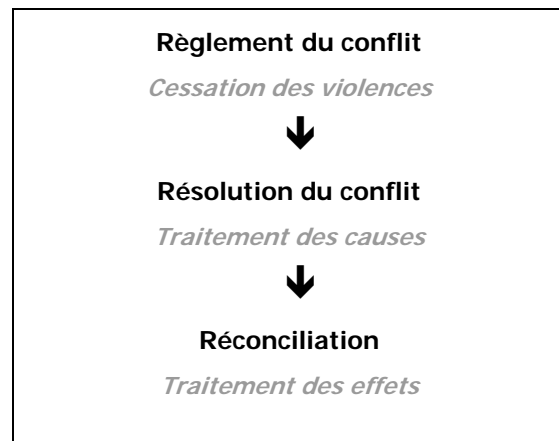 Règlement du conflit
Cessation des violences
Résolution du conflit
Traitement des causes
Réconciliation
Traitement des effets